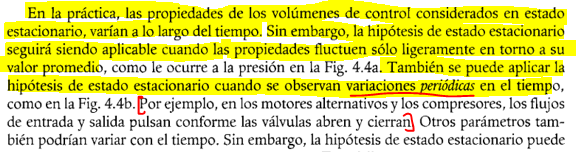 En la práctica, las propiedades de los volúmenes de control considerados en estado
estacionario, varían a lo largo del tiempo. Sin embargo, la hipótesis de estado estacionario
seguirá siendo aplicable cuando las propiedades fluctuen sólo ligeramente en torno a su
valor promedio, como le ocurre a la presión en la Fig. 4.4a. También se puede aplicar la
hipótesis de estado estacionario cuando se observan variaciones periódicas en el tiempo,
como en la Fig. 4.4b. Por ejemplo, en los motores alternativos y los compresores, los flujos
de entrada y salida pulsan conforme las válvulas abren y cierran. Otros parámetros tam-
bién podrían variar con el tiempo. Sin embargo, la hipótesis de estado estacionario puede